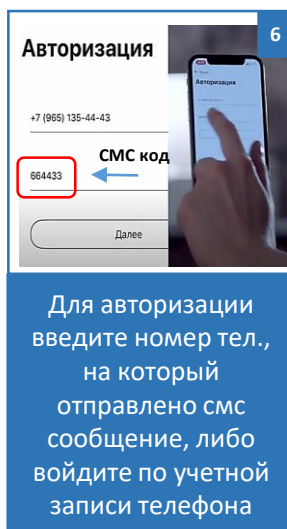 6
Авторизация
+7 (965) 135-44-43
СМС код
664433
Далее
Авторизация
Для авторизации
введите номер тел.,
на который
отправлено смс
сообщение, либо
войдите по учетной
записи телефона